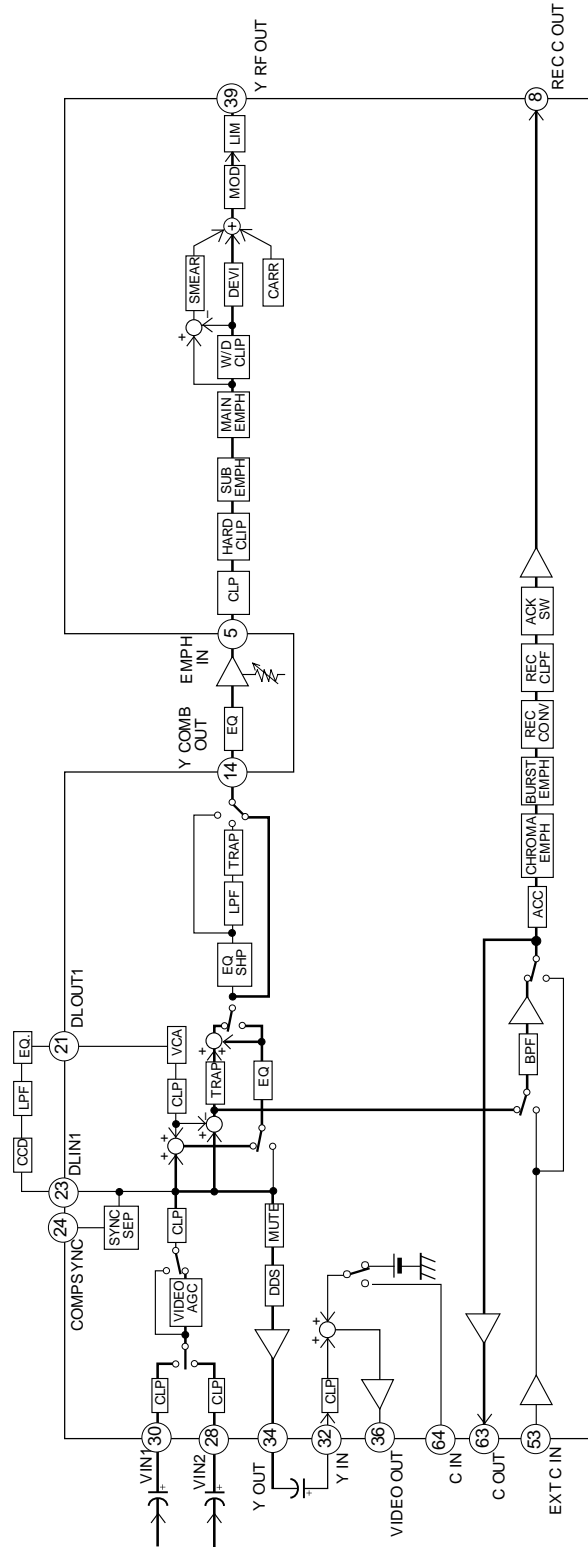 VIN1
30
CLP
VIN2
28
CLP
VIDEO
AGC
CLP
COMPSYNC
24
SYNC
SEP
DLIN1
23
CCD
LPF
EQ.
DLOUT1
21
VCA
CLP
+
+
+
−
TRAP
+
+
EQ
EQ
SHP
LPF
TRAP
Y COMB
OUT
14
EQ
EMPH
IN
5
CLP
HARD
CLIP
SUB
EMPH
MAIN
EMPH
W/D
CLIP
+
−
SMEAR
DEVI
CARR
+
MOD
LIM
39
Y RF OUT
Y OUT
34
DDS
MUTE
+
Y IN
32
CLP
+
+
VIDEO OUT
36
C IN
64
C OUT
63
EXT C IN
53
BPF
ACC
CHROMA
EMPH
BURST
EMPH
REC
CONV
REC
CLPF
ACK
SW
8
REC C OUT